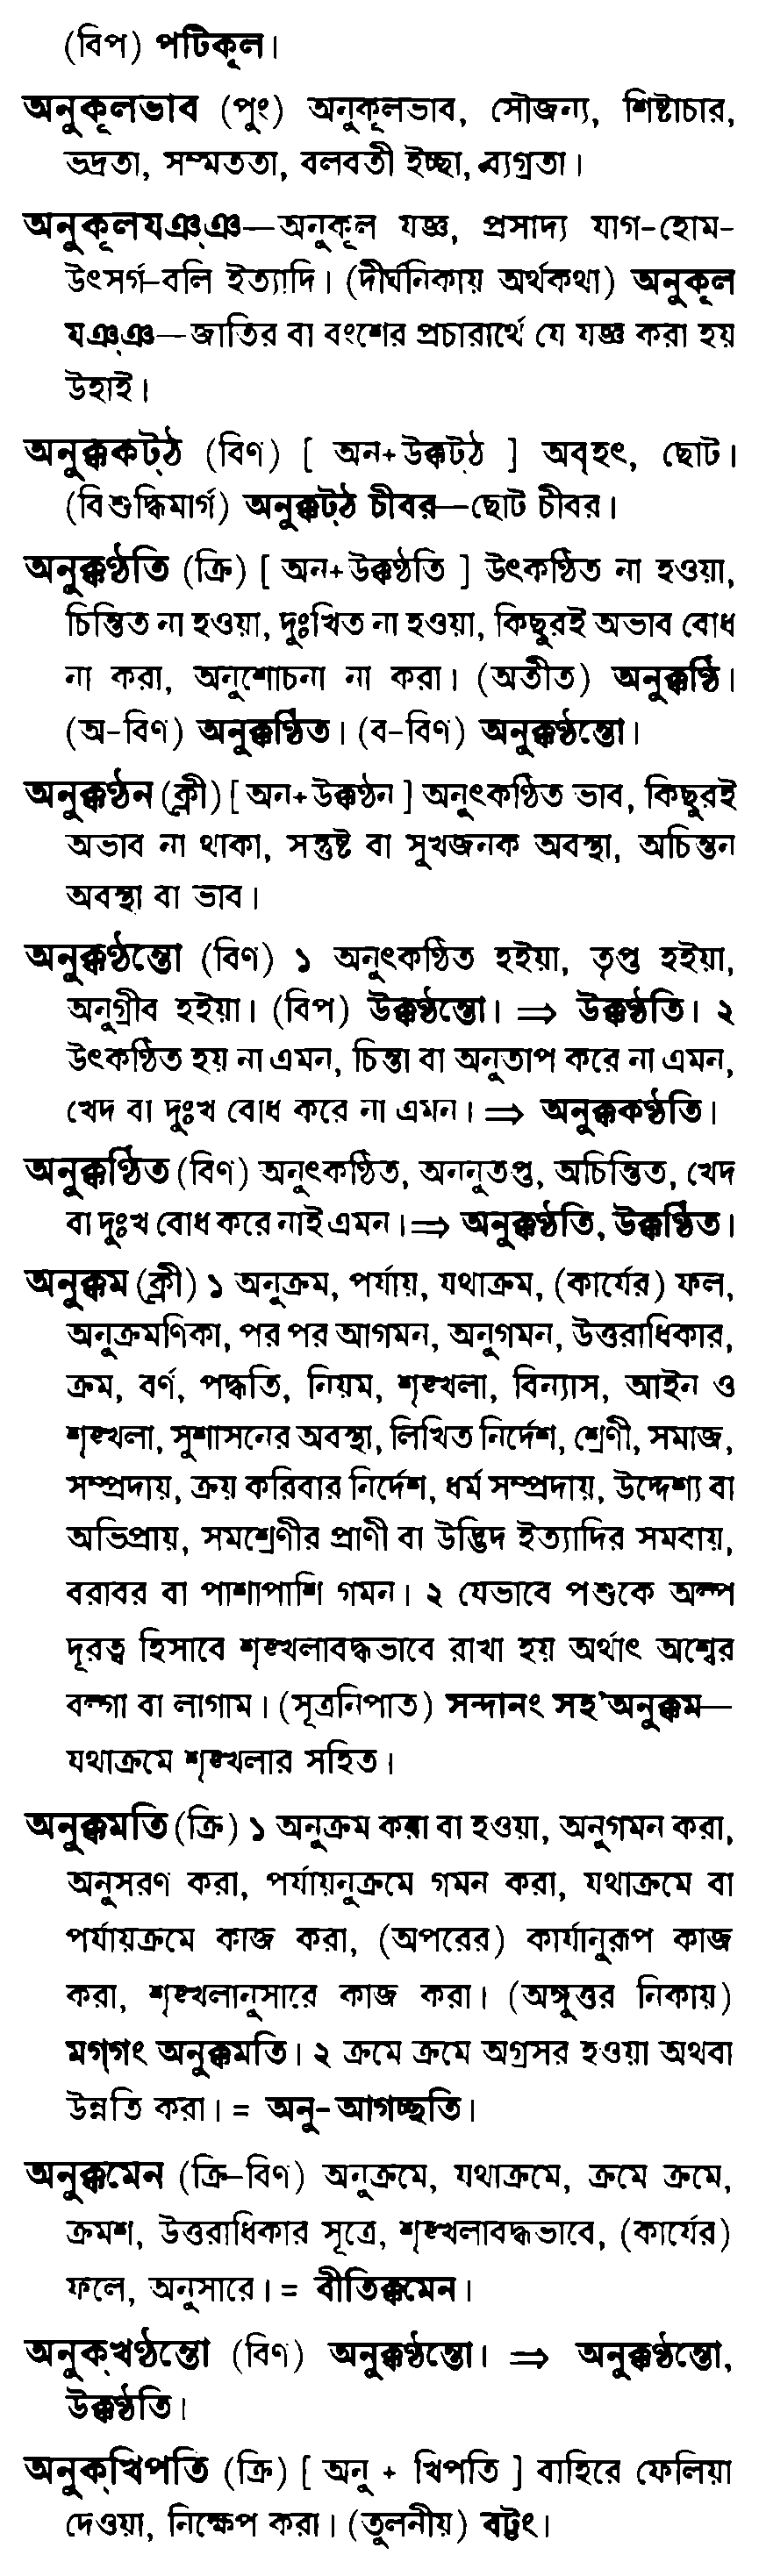 (বিপ) পটিকূল।
অনুকূলভাব (পুং) অনুকূলভাব, সৌজন্য, শিষ্টাচার,
ভদ্রতা, সম্মততা, বলবতী ইচ্ছা, ব্যগ্রতা।
অনুকূলযঞ্ঞ—অনুকূল যজ্ঞ, প্রসাদ্য যাগ-হোম-
উৎসর্গ-বলি ইত্যাদি। (দীর্ঘনিকায় অর্থকথা) অনুকূল
যঞ্ঞ—জাতির বা বংশের প্রচারার্থে যে যজ্ঞ করা হয়
উহাই।
অনুক্ককট্ঠ (বিণ) [ অন+উক্কট্ঠ ] অবৃহৎ, ছোট।
(বিশুদ্ধিমার্গ) অনুক্কট্ঠ চীবর—ছোট চীবর।
অনুক্কণ্ঠতি (ক্রি) [ অন+উক্কণ্ঠতি ] উৎকণ্ঠিত না হওয়া,
চিন্তিত না হওয়া, দুঃখিত না হওয়া, কিছুরই অভাব বোধ
না করা, অনুশোচনা না করা। (অতীত) অনুক্কণ্ঠি।
(অ-বিণ) অনুক্কণ্ঠিত। (ব-বিণ) অনুক্কণ্ঠন্তো।
অনুক্কণ্ঠন (ক্লী) [ অন+উক্কণ্ঠন ] অনুৎকণ্ঠিত ভাব, কিছুরই
অভাব না থাকা, সন্তুষ্ট বা সুখজনক অবস্থা, অচিন্তন
অবস্থা বা ভাব।
অনুক্কণ্ঠন্তো (বিণ) ১ অনুৎকণ্ঠিত হইয়া, তৃপ্ত হইয়া,
অনুগ্রীব হইয়া। (বিপ) উক্কণ্ঠন্তো। ⇒ উক্কণ্ঠতি। ২
উৎকণ্ঠিত হয় না এমন, চিন্তা বা অনুতাপ করে না এমন,
খেদ বা দুঃখ বোধ করে না এমন। ⇒ অনুক্ককণ্ঠতি।
অনুক্কণ্ঠিত (বিণ) অনুৎকণ্ঠিত, অননুতপ্ত, অচিন্তিত, খেদ
বা দুঃখ বোধ করে নাই এমন। ⇒ অনুক্কণ্ঠতি, উক্কণ্ঠিত।
অনুক্কম (ক্লী) ১ অনুক্রম, পর্যায়, যথাক্রম, (কার্যের) ফল,
অনুক্রমণিকা, পর পর আগমন, অনুগমন, উত্তরাধিকার,
ক্রম, বর্ণ, পদ্ধতি, নিয়ম, শৃঙ্খলা, বিন্যাস, আইন ও
শৃঙ্খলা, সুশাসনের অবস্থা, লিখিত নির্দেশ, শ্রেণী, সমাজ,
সম্প্রদায়, ক্রয় করিবার নির্দেশ, ধর্ম সম্প্রদায়, উদ্দেশ্য বা
অভিপ্রায়, সমশ্রেণীর প্রাণী বা উদ্ভিদ ইত্যাদির সমবায়,
বরাবর বা পাশাপাশি গমন। ২ যেভাবে পশুকে অল্প
দূরত্ব হিসাবে শৃঙ্খলাবদ্ধভাবে রাখা হয় অর্থাৎ অশ্বের
বল্গা বা লাগাম। (সূত্রনিপাত) সন্দানং সহ'অনুক্কম—
যথাক্রমে শৃঙ্খলার সহিত।
অনুক্কমতি (ক্রি) ১ অনুক্রম করা বা হওয়া, অনুগমন করা,
অনুসরণ করা, পর্যায়নুক্রমে গমন করা, যথাক্রমে বা
পর্যায়ক্রমে কাজ করা, (অপরের) কার্যানুরূপ কাজ
করা, শৃঙ্খলানুসারে কাজ করা। (অঙ্গুত্তর নিকায়)
মগ্গং অনুক্কমতি। ২ ক্রমে ক্রমে অগ্রসর হওয়া অথবা
উন্নতি করা। = অনু-আগচ্ছতি।
অনুক্কমেন (ক্রি-বিণ) অনুক্রমে, যথাক্রমে, ক্রমে ক্রমে,
ক্রমশ, উত্তরাধিকার সূত্রে, শৃঙ্খলাবদ্ধভাবে, (কার্যের)
ফলে, অনুসারে। = বীতিক্কমেন।
অনুক্খণ্ঠন্তো (বিণ) অনুক্কণ্ঠন্তো। ⇒ অনুক্কণ্ঠন্তো,
উক্কণ্ঠতি।
অনুক্খিপতি (ক্রি) [ অনু + খিপতি ] বাহিরে ফেলিয়া
দেওয়া, নিক্ষেপ করা। (তুলনীয়) বট্টং।